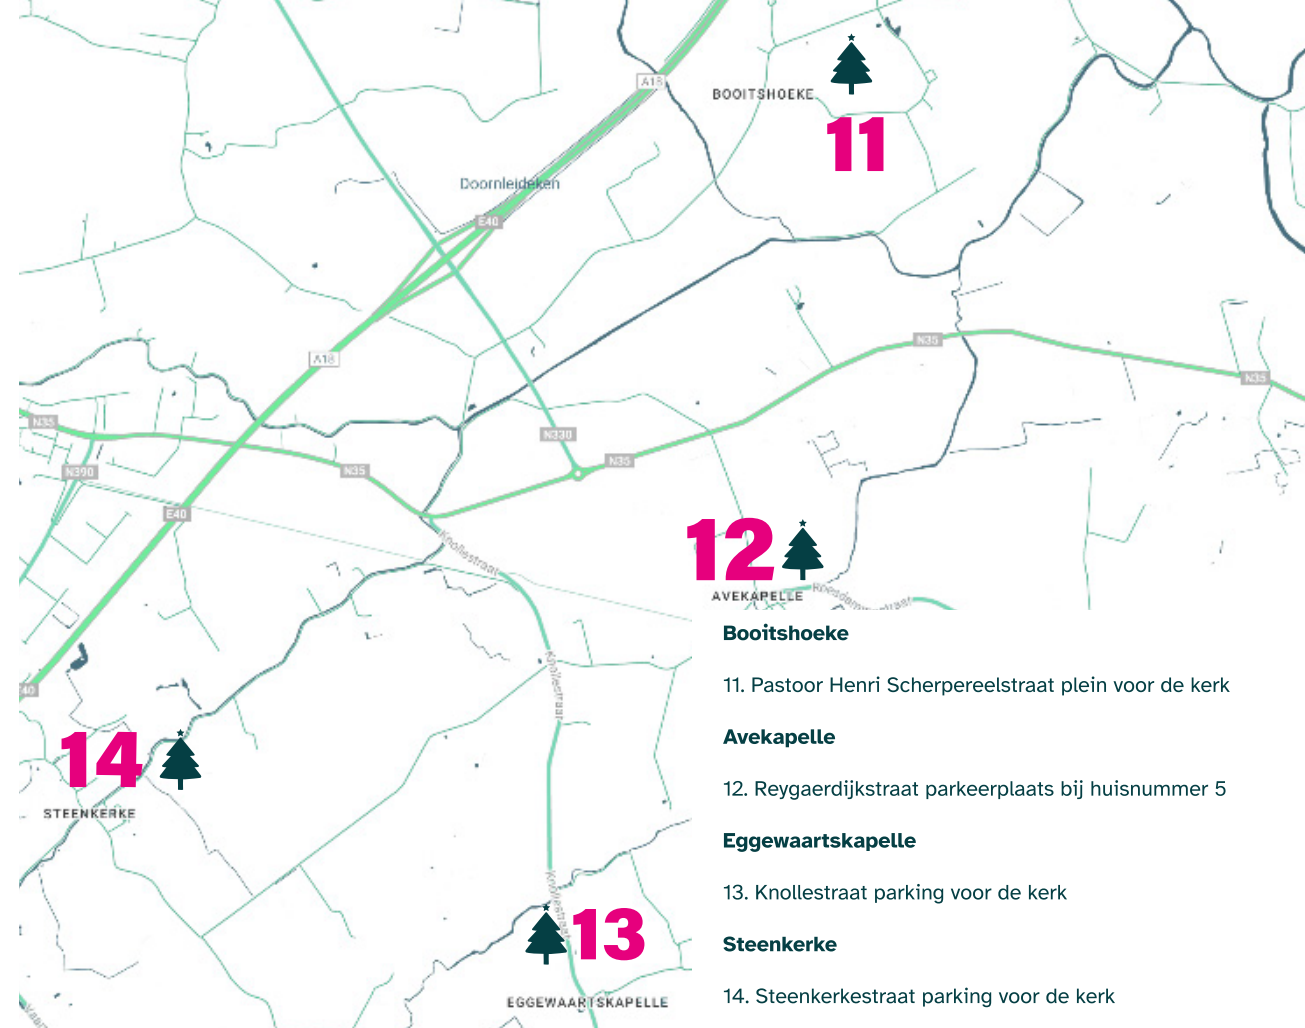 A18
BOOITSHOEKE
11
Doornleideken
E40
N35
A18
N35
N35
N330
N35
N35
N390
E40
Knollestraat
12
AVEKAPELLE
Booitshoeke
Knollestraat
11. Pastoor Henri Scherpereelstraat plein voor de kerk
40
Avekapelle
14
12. Reygaerdijkstraat parkeerplaats bij huisnummer 5
STEENKERKE
Eggewaartskapelle
13. Knollestraat parking voor de kerk
Knollestraat
13
Steenkerke
14. Steenkerkestraat parking voor de kerk
EGGEWAARTSKAPELLE